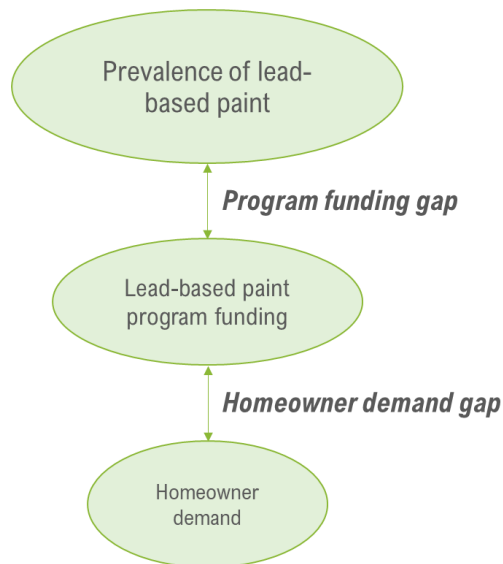 Prevalence of lead-
based paint
Program funding gap
Lead-based paint
program funding
Homeowner demand gap
Homeowner
demand